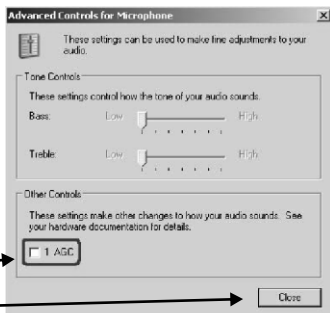 Advanced Controls for Microphone
These settings can be used to make fine adjustments to your
audio.
Tone Controls
These settings control how the tone of your audio sounds.
Bass: Low High
Treble: Low High
Other Controls
These settings make other changes to how your audio sounds. See
your hardware documentation for details.
1 AGC
Close